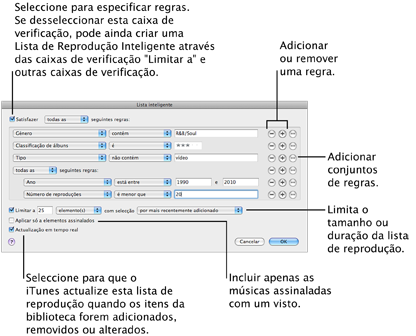 Seleccione para especificar regras.
Se desseleccionar esta caixa de
verificação, pode ainda criar uma
Lista de Reprodução Inteligente através
das caixas de verificação "Limitar a" e
outras caixas de verificação.
Adicionar
ou remover
uma regra.
Lista inteligente
Satisfazer todas as seguintes regras:
Género contém R&B/Soul
Classificação de álbuns é ★★★
Tipo não contém vídeo
todas as seguintes regras:
Ano está entre 1990 e 2010
Número de reproduções é menor que 20
Adicionar
conjuntos
de regras.
Limitar a 25 elemento(s) com selecção por mais recentemente adicionado
Aplicar só a elementos assinalados
Actualização em tempo real
? Cancelar OK
Limita o
tamanho ou
duração da lista
de reprodução.
Seleccione para que o
iTunes actualize esta lista de
reprodução quando os itens da
biblioteca forem adicionados,
removidos ou alterados.
Incluir apenas as
músicas assinaladas
com um visto.